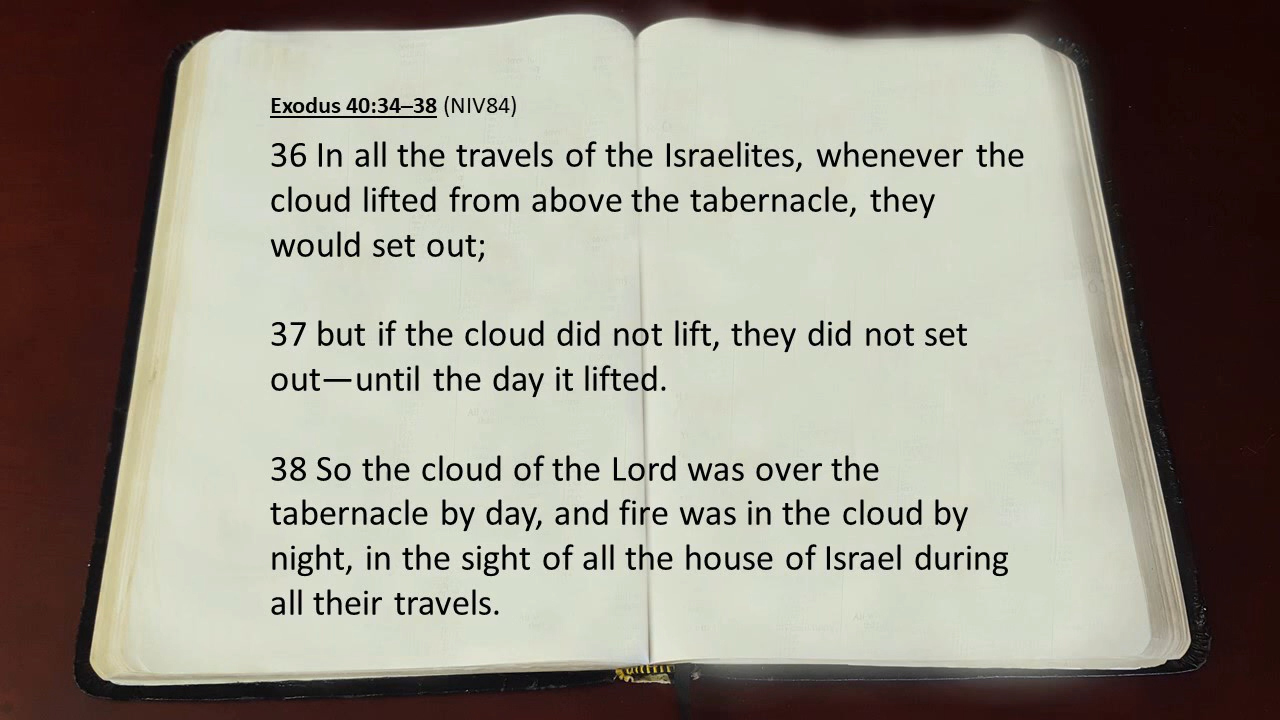 Exodus 40:34–38 (NIV84)
36 In all the travels of the Israelites, whenever the
cloud lifted from above the tabernacle, they
would set out;
37 but if the cloud did not lift, they did not set
out—until the day it lifted.
38 So the cloud of the Lord was over the
tabernacle by day, and fire was in the cloud by
night, in the sight of all the house of Israel during
all their travels.